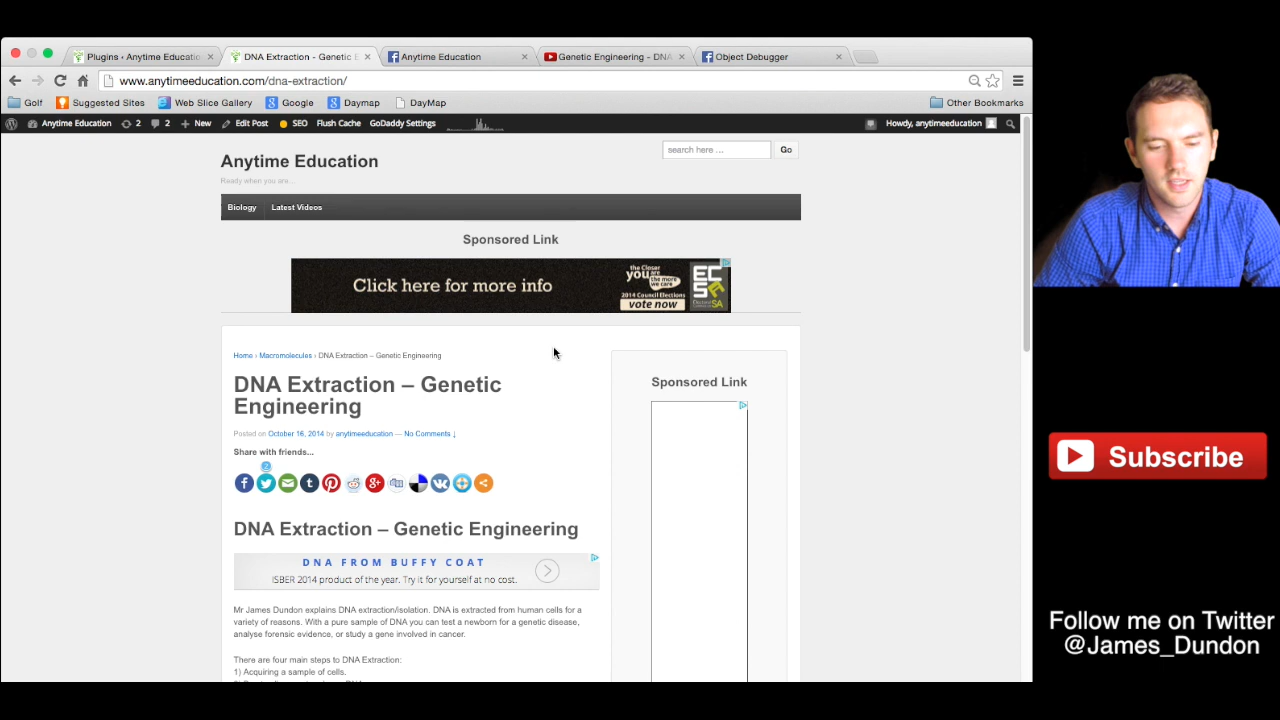 Plugins ‹ Anytime Educatio
DNA Extraction - Genetic E
Anytime Education
Genetic Engineering - DNA
Object Debugger
www.anytimeeducation.com/dna-extraction/
Golf
Suggested Sites
Web Slice Gallery
Google
Daymap
DayMap
Other Bookmarks
Anytime Education
2
2
New
Edit Post
SEO
Flush Cache
GoDaddy Settings
Howdy, anytimeeducation
Anytime Education
search here ...
Go
Ready when you are...
Biology
Latest Videos
Sponsored Link
Click here for more info
the Closer
you are
the more
we care
2014 Council Elections
vote now
Home › Macromolecules › DNA Extraction – Genetic Engineering
DNA Extraction – Genetic
Engineering
Sponsored Link
Posted on October 16, 2014 by anytimeeducation — No Comments ↓
Share with friends...
2
DNA Extraction – Genetic Engineering
DNA FROM BUFFY COAT
ISBER 2014 product of the year. Try it for yourself at no cost.
Mr James Dundon explains DNA extraction/isolation. DNA is extracted from human cells for a
variety of reasons. With a pure sample of DNA you can test a newborn for a genetic disease,
analyse forensic evidence, or study a gene involved in cancer.
There are four main steps to DNA Extraction:
1) Acquiring a sample of cells.
Subscribe
Follow me on Twitter
@James_Dundon